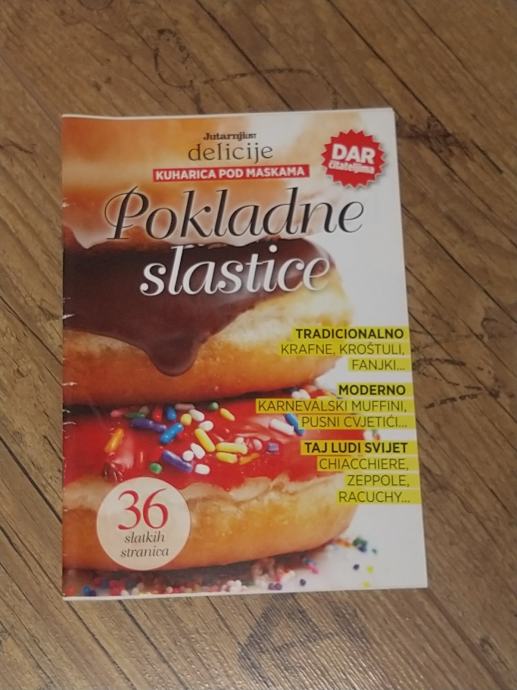 Jutarnji LIST
delicije
KUHARICA POD MASKAMA
DAR
čitateljima
Pokladne
slastice
TRADICIONALNO
KRAFNE, KROŠTULI,
FANJKI...
MODERNO
KARNEVALSKI MUFFINI,
PUSNI CVJETIĆI...
TAJ LUDI SVIJET
CHIACCHIERE,
ZEPPOLE,
RACUCHY...
36
slatkih
stranica